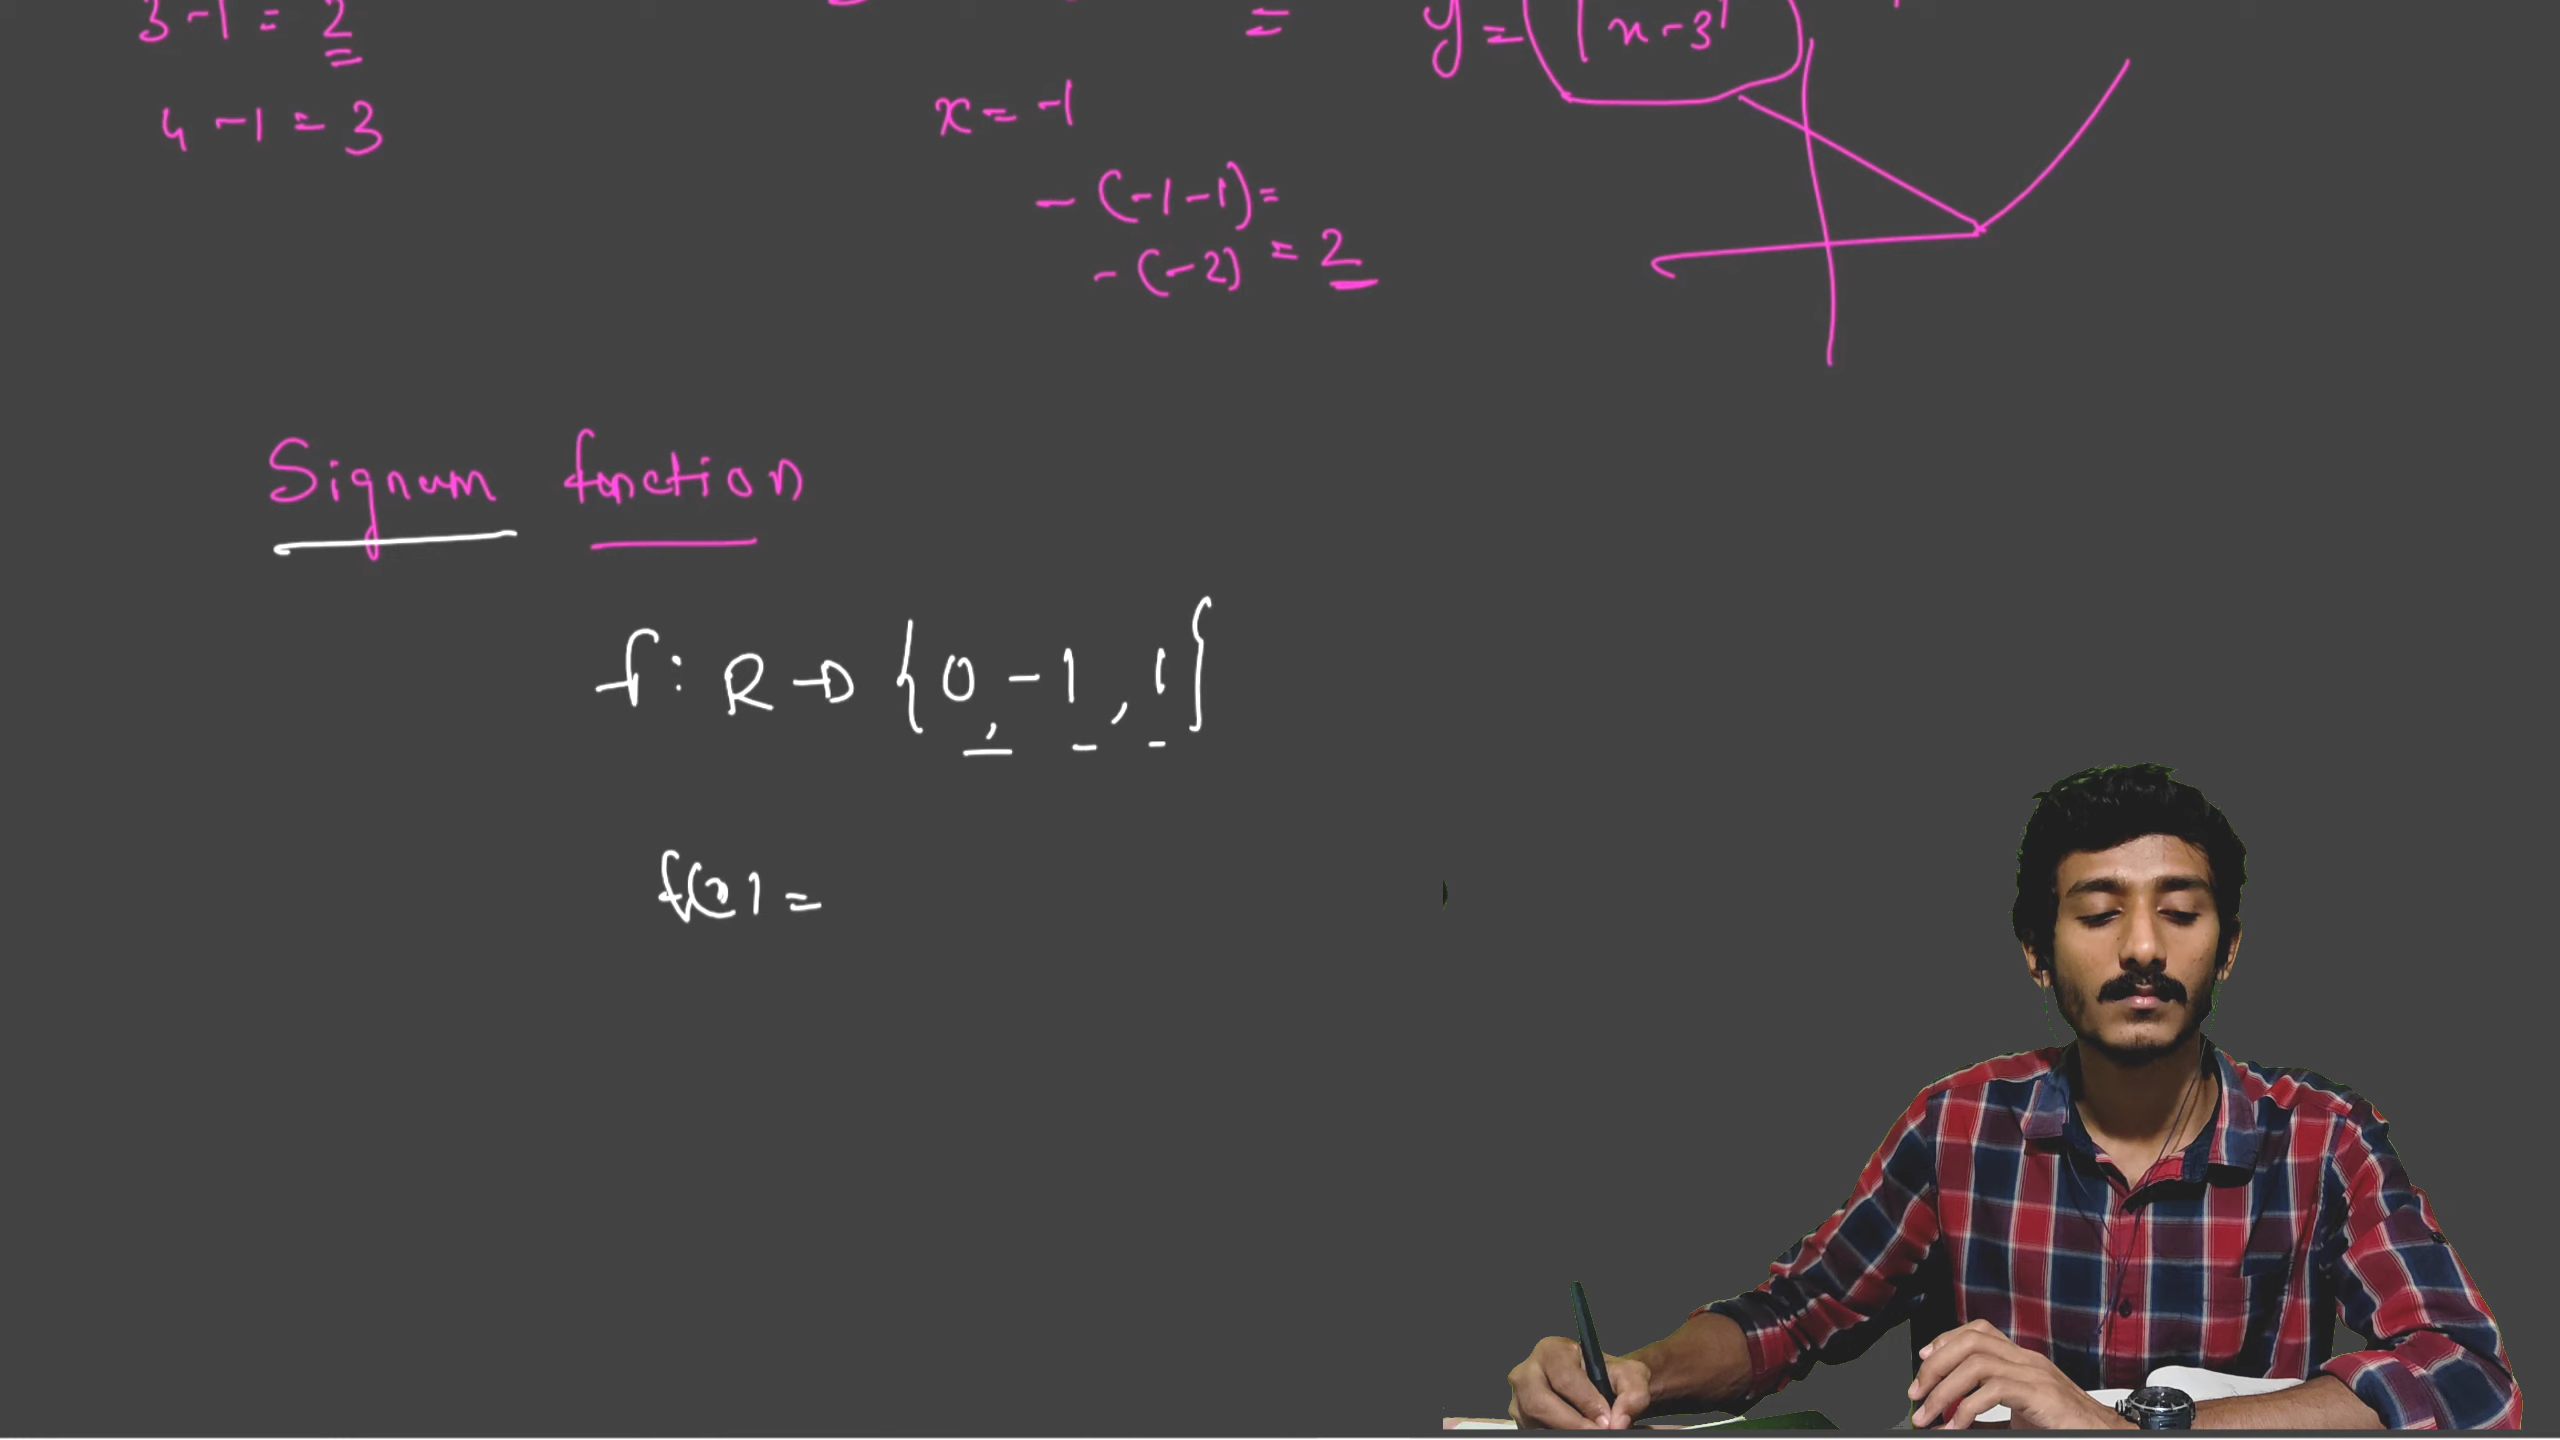 3-1=2
4-1=3
=
x=-1
-(-1-1)=
-(-2)=2
y=|x-3|
Signum function
f: R→{0,-1,1}
f(x)=